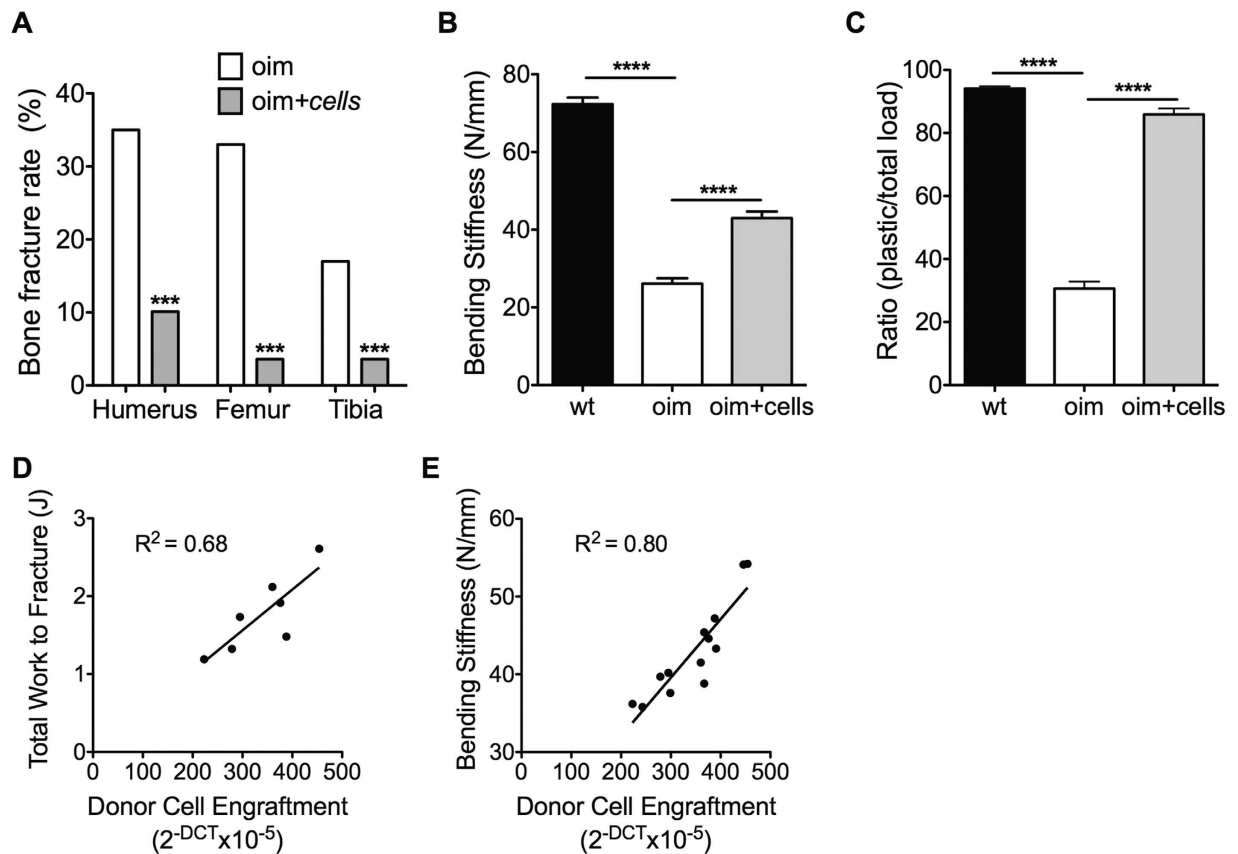 A
oim
oim+cells
Bone fracture rate (%)
40
30
20
10
0
***
***
***
Humerus Femur Tibia
B
Bending Stiffness (N/mm)
80
60
40
20
0
****
****
wt oim oim+cells
C
Ratio (plastic/total load)
100
80
60
40
20
0
****
****
wt oim oim+cells
D
Total Work to Fracture (J)
3
2
1
0
R² = 0.68
0 100 200 300 400 500
Donor Cell Engraftment
(2⁻ᴰᶜᵀx10⁻⁵)
E
Bending Stiffness (N/mm)
60
50
40
30
R² = 0.80
0 100 200 300 400 500
Donor Cell Engraftment
(2⁻ᴰᶜᵀx10⁻⁵)